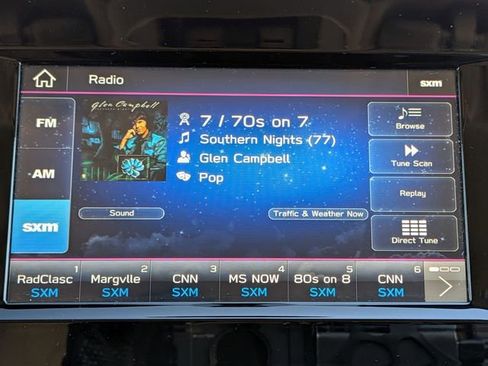 Radio
sxm
FM
AM
sxm
Glen Campbell
7 / 70s on 7
Southern Nights (77)
Glen Campbell
Pop
Sound
Traffic & Weather Now
Browse
Tune Scan
Replay
Direct Tune
1
RadClasc
SXM
2
Margvlle
SXM
3
CNN
SXM
4
MS NOW
SXM
5
80s on 8
SXM
6
CNN
SXM